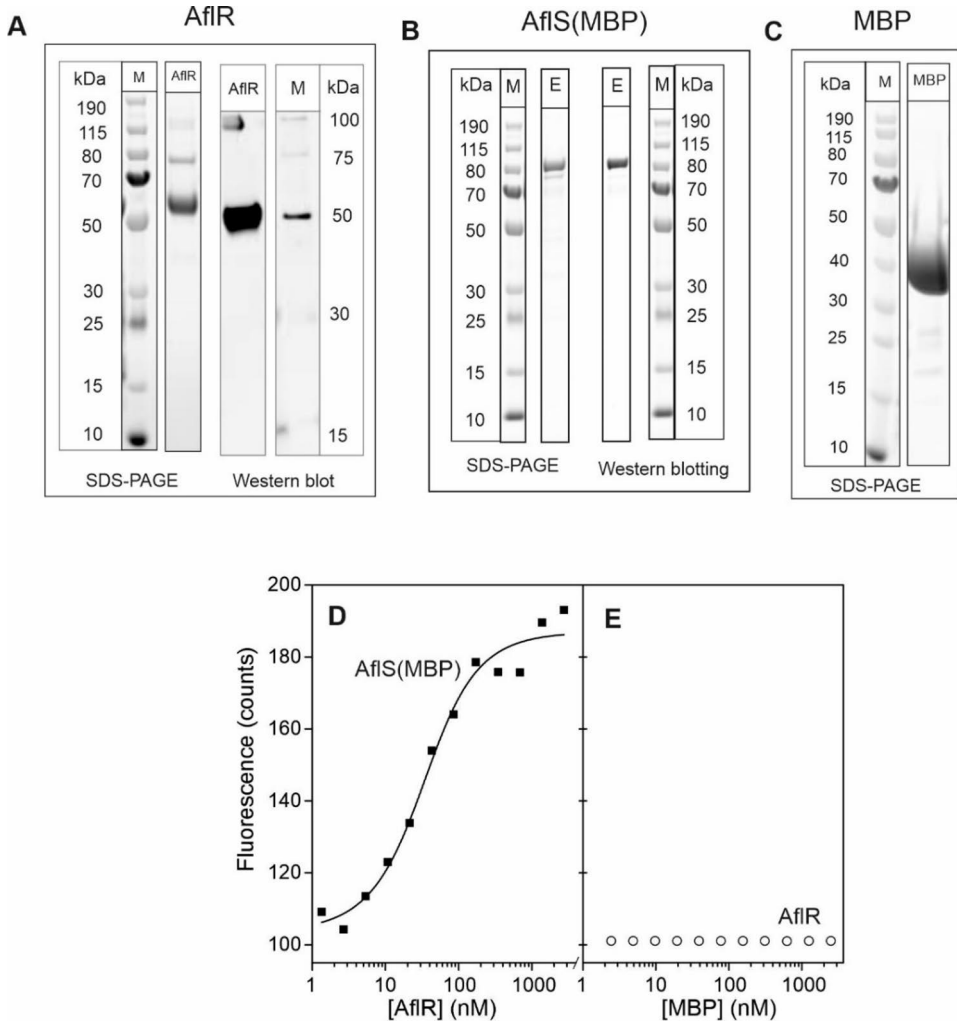 A
AflR
kDa
M
AflR
190
115
80
70
50
30
25
15
10
AflR
M
kDa
100
75
50
30
15
SDS-PAGE
Western blot
B
AflS(MBP)
kDa
M
E
190
115
80
70
50
30
25
15
10
E
M
kDa
190
115
80
70
50
30
25
15
10
SDS-PAGE
Western blotting
C
MBP
kDa
M
MBP
190
115
80
70
50
40
30
25
15
10
SDS-PAGE
D
AflS(MBP)
Fluorescence (counts)
200
180
160
140
120
100
1 10 100 1000
[AflR] (nM)
E
AflR
1 10 100 1000
[MBP] (nM)